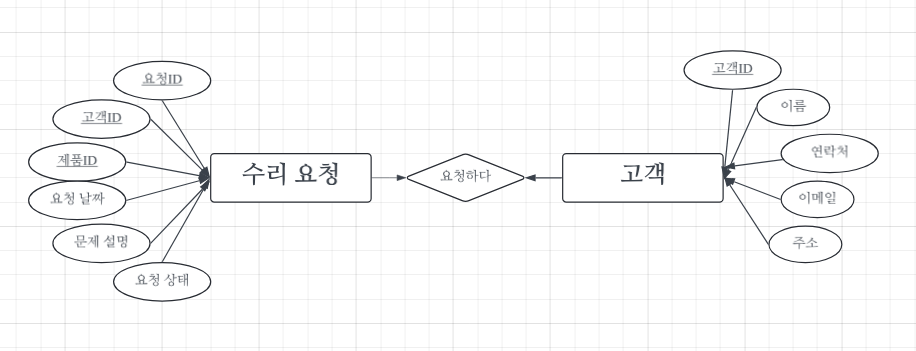 요청ID
고객ID
제품ID
요청 날짜
문제 설명
요청 상태
수리 요청
요청하다
고객
고객ID
이름
연락처
이메일
주소